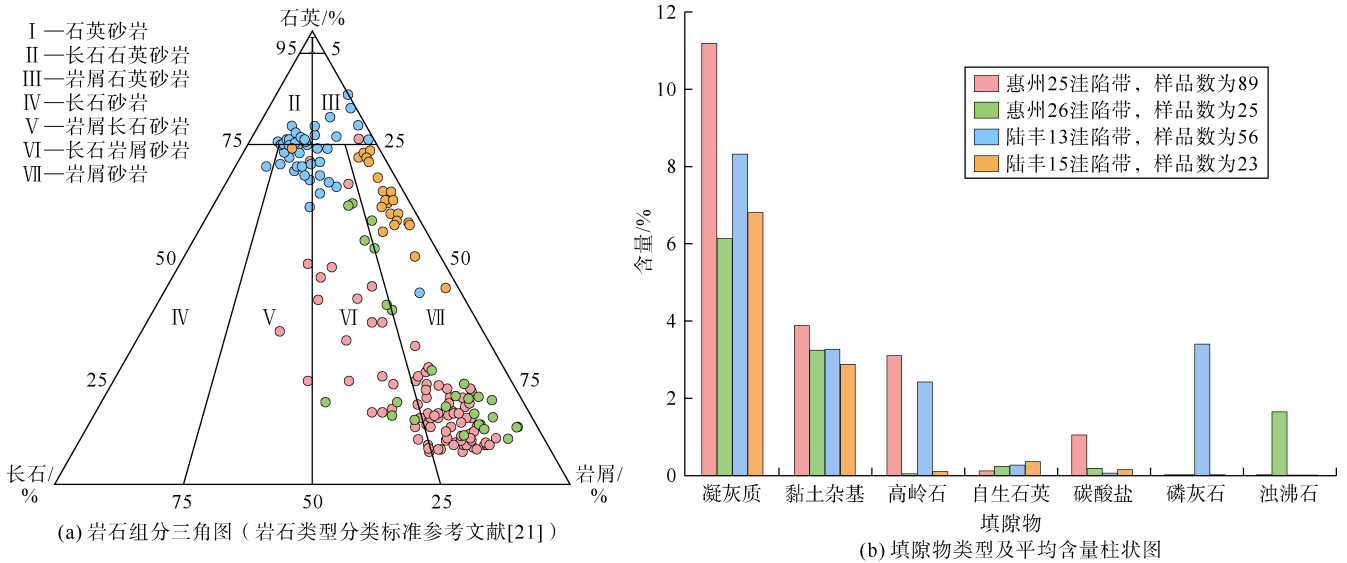 石英/%
Ⅰ—石英砂岩
Ⅱ—长石石英砂岩
Ⅲ—岩屑石英砂岩
Ⅳ—长石砂岩
Ⅴ—岩屑长石砂岩
Ⅵ—长石岩屑砂岩
Ⅶ—岩屑砂岩
95
Ⅰ
5
Ⅱ
Ⅲ
75
25
50
50
Ⅳ
Ⅴ
Ⅵ
Ⅶ
25
75
长石/
%
岩屑/
%
75
50
25
(a) 岩石组分三角图（岩石类型分类标准参考文献[21]）
12
10
8
6
4
2
0
含量/%
惠州25洼陷带，样品数为89
惠州26洼陷带，样品数为25
陆丰13洼陷带，样品数为56
陆丰15洼陷带，样品数为23
凝灰质
黏土杂基
高岭石
自生石英
碳酸盐
磷灰石
浊沸石
填隙物
(b) 填隙物类型及平均含量柱状图